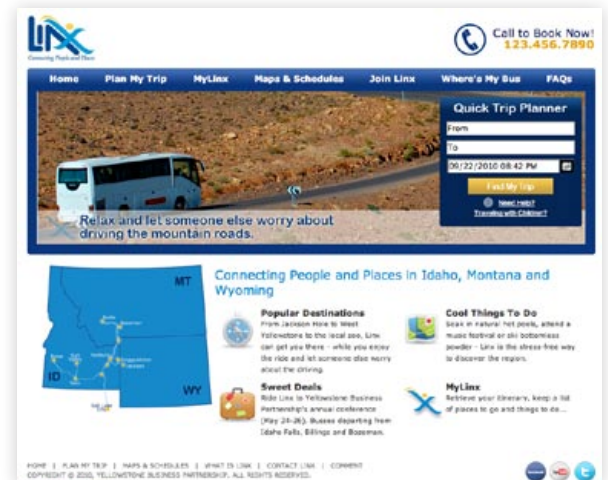 LINX
Connecting People and Places
Call to Book Now!
123.456.7890
Home Plan My Trip MyLinx Maps & Schedules Join Linx Where's My Bus FAQs
Quick Trip Planner
From
To
09/22/2010 08:42 PM
Find My Trip
Need Help?
Traveling with Children?
Relax and let someone else worry about
driving the mountain roads.
MT
ID
WY
Connecting People and Places in Idaho, Montana and
Wyoming
Popular Destinations
From Jackson Hole to West
Yellowstone to the local zoo, Linx
can get you there - while you enjoy
the ride and let someone else worry
about the driving.
Cool Things To Do
Soak in natural hot pools, attend a
music festival or ski bottomless
powder - Linx is the stress-free way
to discover the region.
Sweet Deals
Ride Linx to Yellowstone Business
Partnership's annual conference
(May 24-26). Busses departing from
Idaho Falls, Billings and Bozeman.
MyLinx
Retrieve your itinerary, keep a list
of places to go and things to do...
HOME | PLAN MY TRIP | MAPS & SCHEDULES | WHAT IS LINX | CONTACT LINX | COMMENT
COPYRIGHT © 2010, YELLOWSTONE BUSINESS PARTNERSHIP. ALL RIGHTS RESERVED.